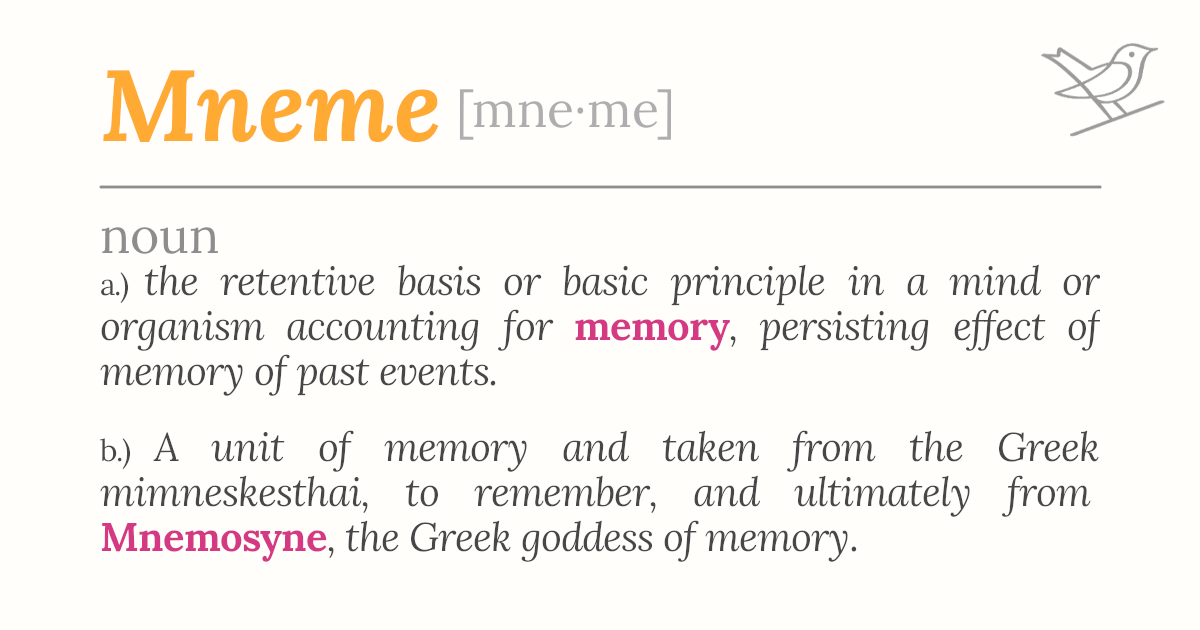 Mneme [mne·me]
noun
a.) the retentive basis or basic principle in a mind or
organism accounting for memory, persisting effect of
memory of past events.
b.) A unit of memory and taken from the Greek
mimneskesthai, to remember, and ultimately from
Mnemosyne, the Greek goddess of memory.